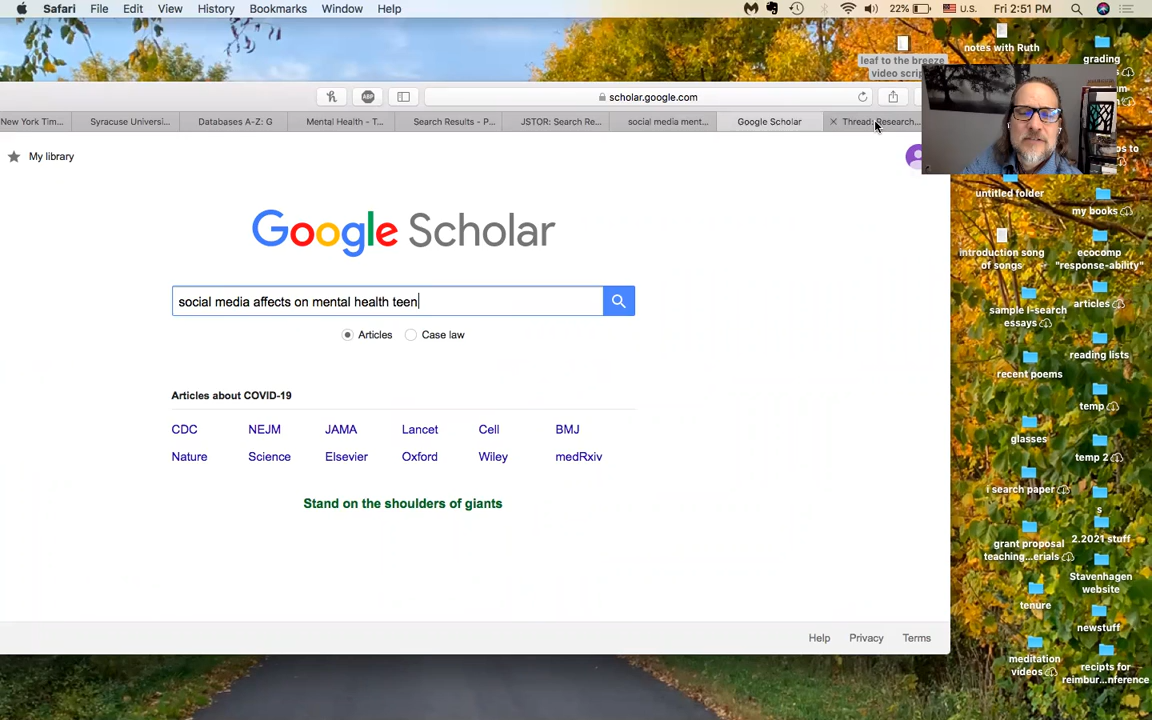 Safari File Edit View History Bookmarks Window Help 22% U.S. Fri 2:51 PM
leaf to the breeze
video scrip
notes with Ruth
grading
scholar.google.com
ABP
New York Tim... Syracuse Universi... Databases A-Z: G Mental Health - T... Search Results - P... JSTOR: Search Re... social media ment... Google Scholar Thread: Research...
My library
Google Scholar
social media affects on mental health teen
Articles Case law
Articles about COVID-19
CDC NEJM JAMA Lancet Cell BMJ
Nature Science Elsevier Oxford Wiley medRxiv
Stand on the shoulders of giants
Help Privacy Terms
untitled folder
my books
introduction song
of songs
ecocomp
"response-ability"
sample I-search
essays
articles
recent poems
reading lists
glasses
temp
i search paper
temp 2
s
grant proposal
teaching...erials
2.2021 stuff
tenure
Stavenhagen
website
meditation
videos
newstuff
recipts for
reimbur...nference